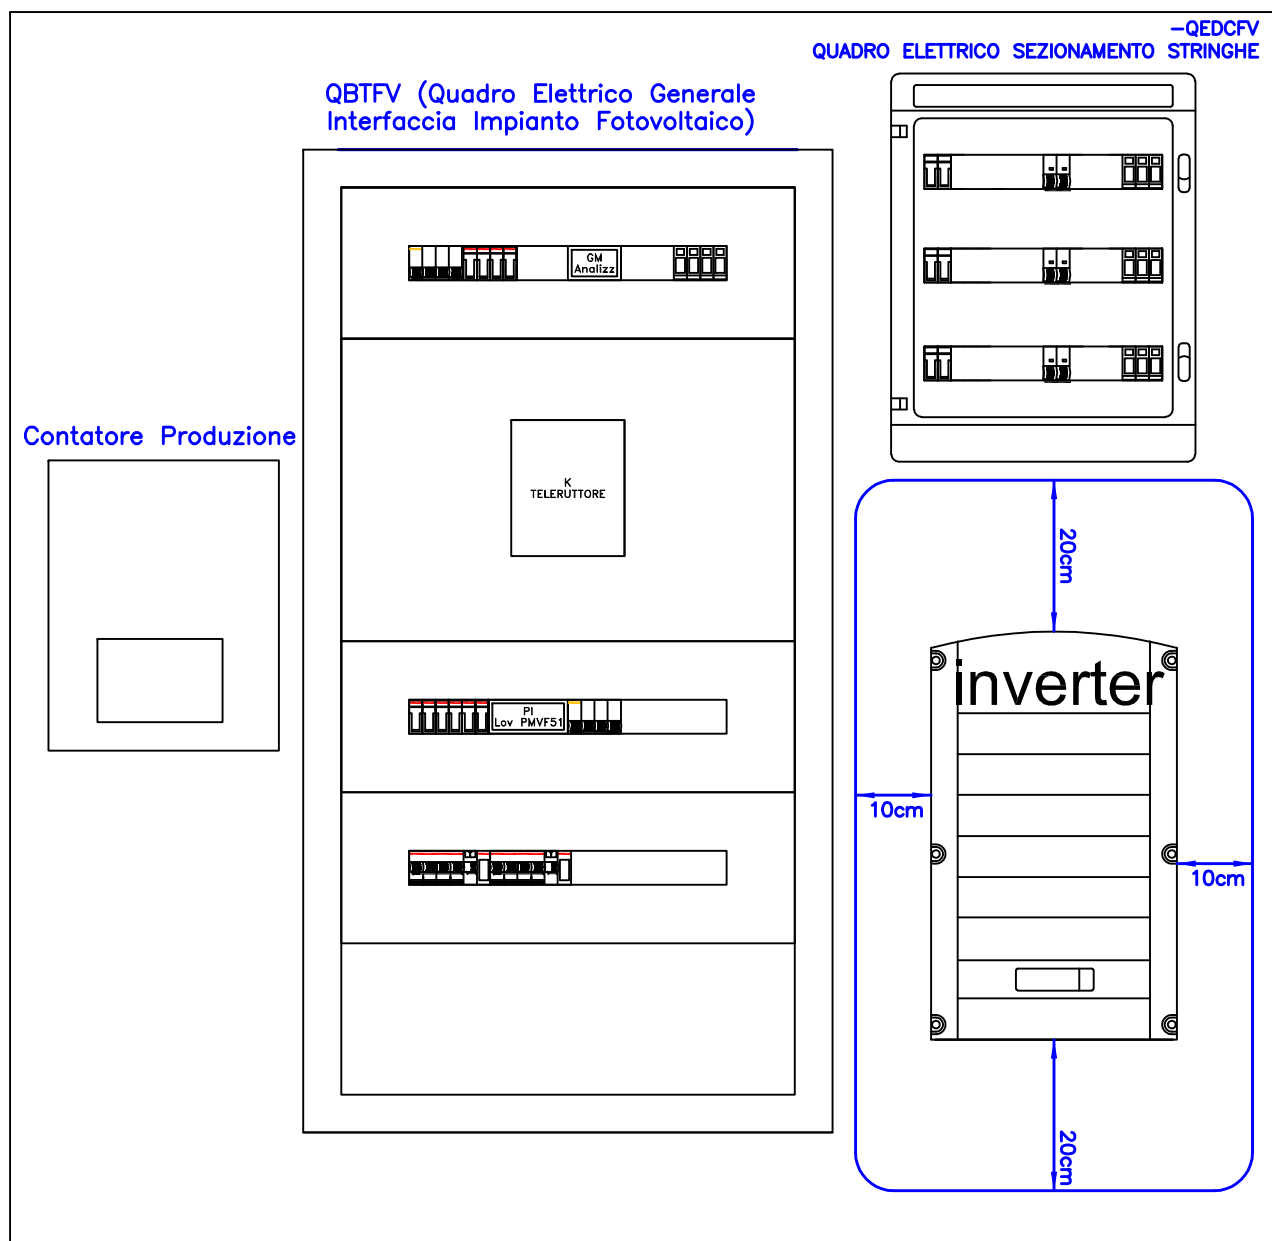 -QEDCFV
QUADRO ELETTRICO SEZIONAMENTO STRINGHE
QBTFV (Quadro Elettrico Generale
Interfaccia Impianto Fotovoltaico)
GM
Analizz
Contatore Produzione
K
TELERUTTORE
20cm
inverter
PI
Lov PMVF51
10cm
10cm
20cm